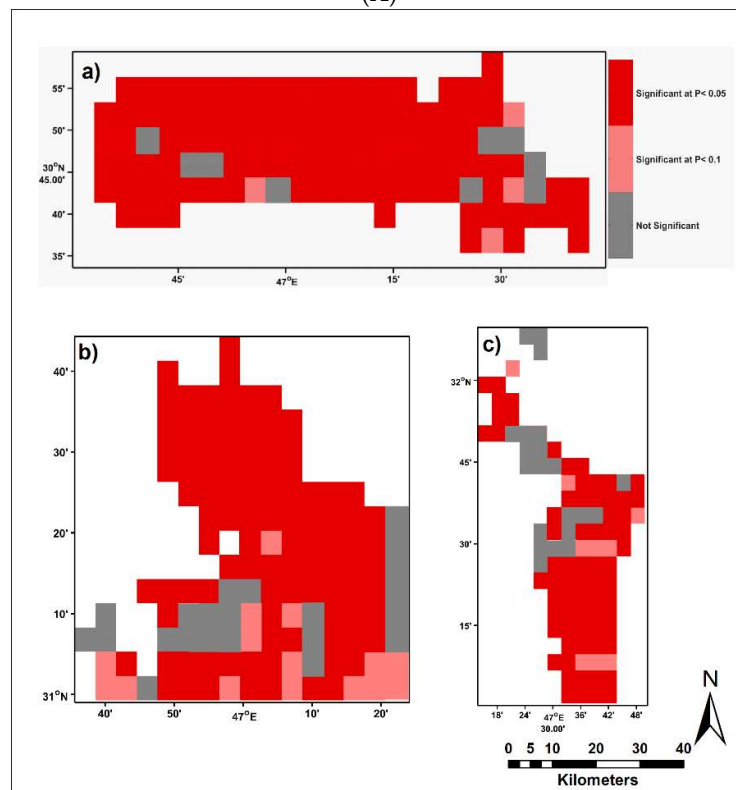 (A)
a)
55'
50'
30°N
45.00'
40'
35'
45'
47°E
15'
30'
Significant at P< 0.05
Significant at P< 0.1
Not Significant
b)
40'
30'
20'
10'
31°N
40'
50'
47°E
10'
20'
c)
32°N
45'
30'
15'
18'
24'
47°E
30.00'
36'
42'
48'
N
0 5 10 20 30 40
Kilometers